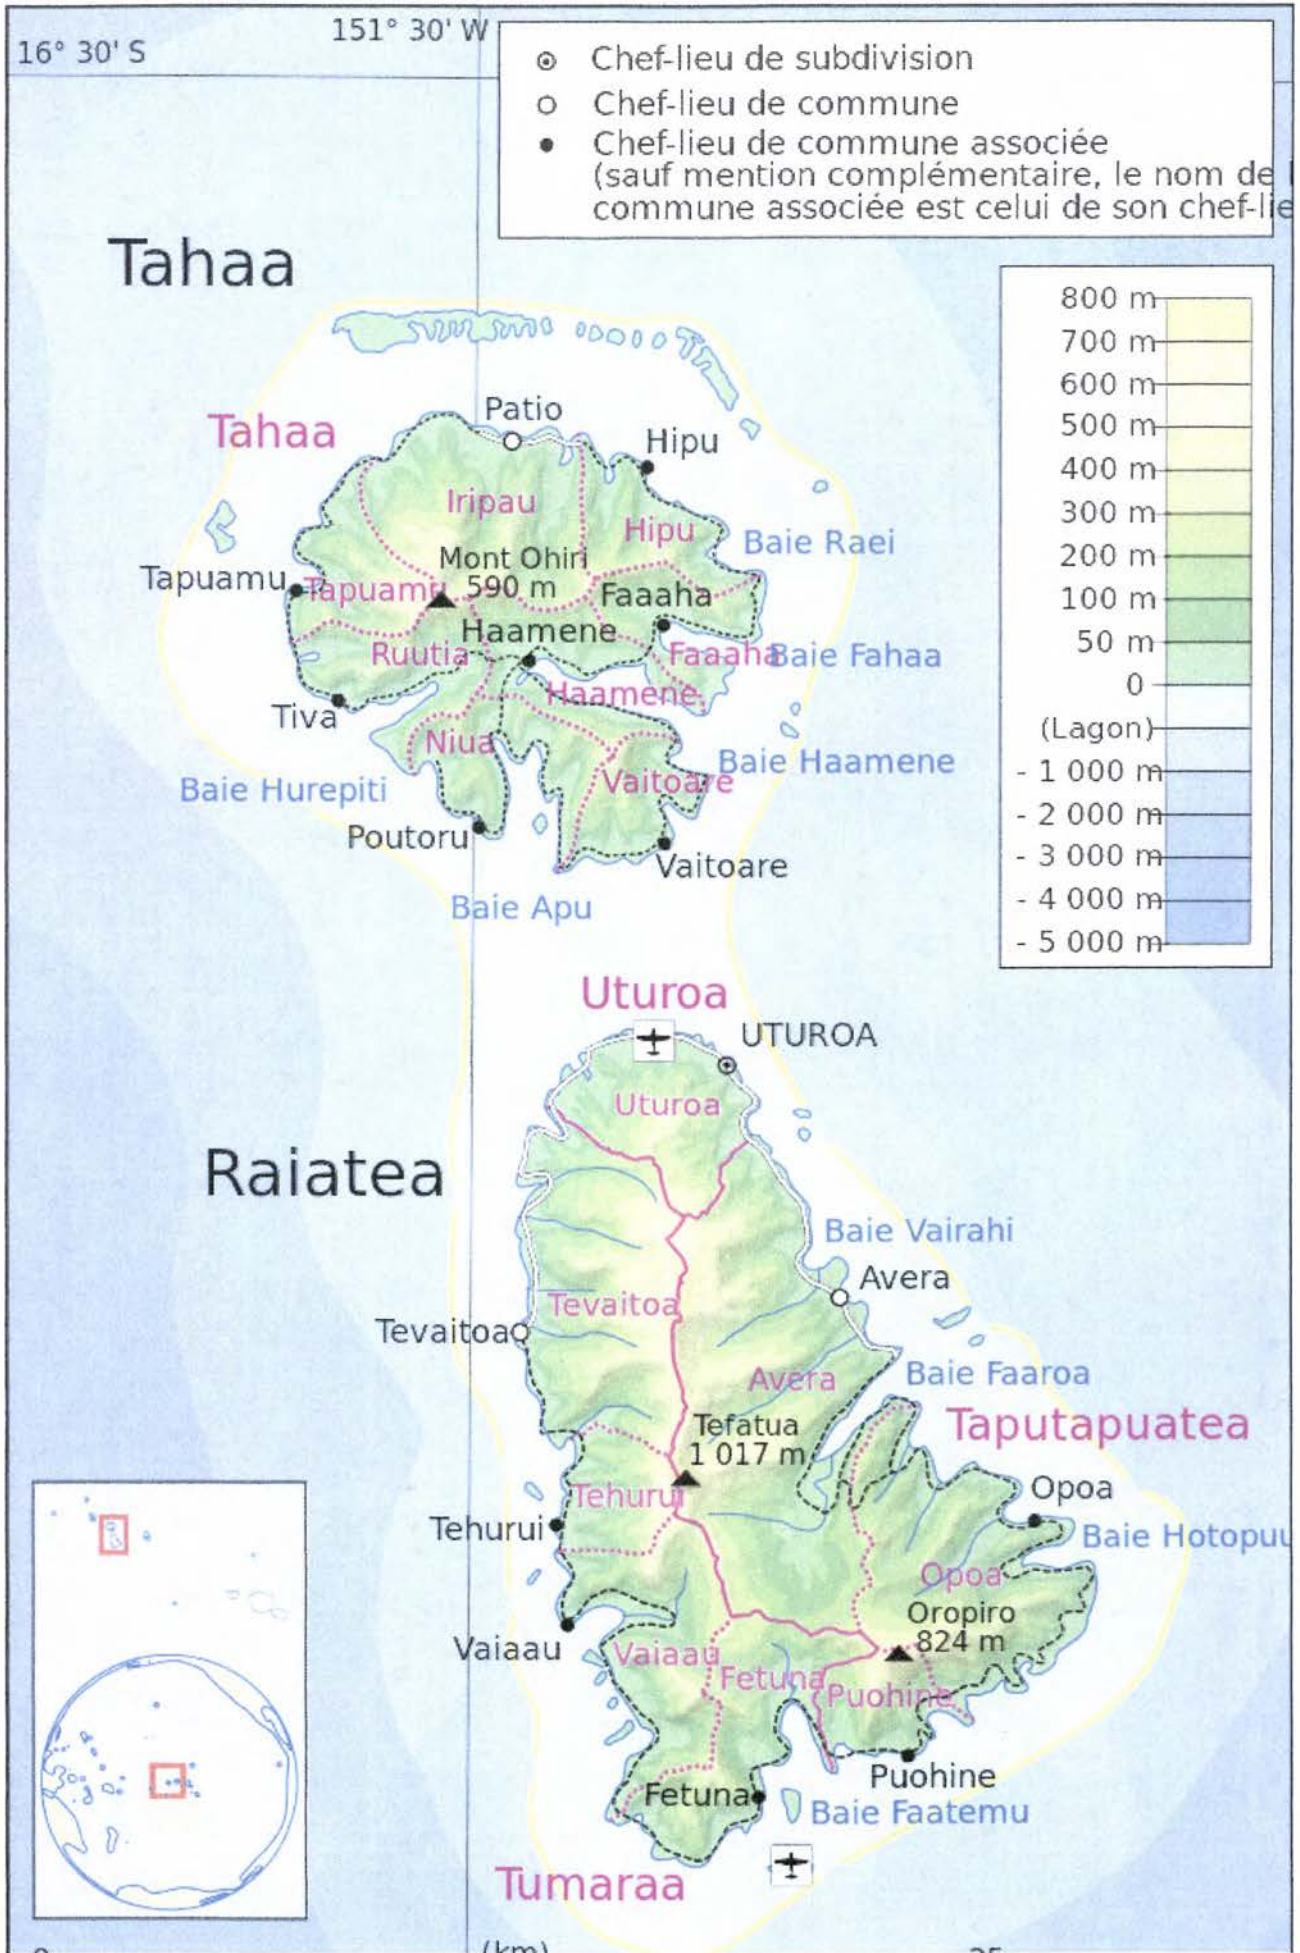 151° 30' W
16° 30' S
Chef-lieu de subdivision
Chef-lieu de commune
Chef-lieu de commune associée
(sauf mention complémentaire, le nom de
commune associée est celui de son chef-lie
Tahaa
800 m
700 m
600 m
500 m
400 m
300 m
200 m
100 m
50 m
0
(Lagon)
- 1 000 m
- 2 000 m
- 3 000 m
- 4 000 m
- 5 000 m
Patio
Tahaa
Hipu
Iripau
Hipu
Baie Raei
Mont Ohiri
590 m
Tapuamu
Tapuamu
Faaaha
Haamene
Ruutia
Faaaha
Baie Fahaa
Haamene
Tiva
Niua
Baie Haamene
Vaitoare
Baie Hurepiti
Poutoru
Vaitoare
Baie Apu
Uturoa
UTUROA
Uturoa
Raiatea
Baie Vairahi
Avera
Tevaitoa
Tevaitoa
Baie Faaroa
Avera
Taputapuatea
Tefatua
1 017 m
Opoa
Tehurui
Tehurui
Baie Hotopuu
Opoa
Oropiro
824 m
Vaiaau
Vaiaau
Fetuna
Puohine
Puohine
Fetuna
Baie Faatemu
Tumaraa
(km)